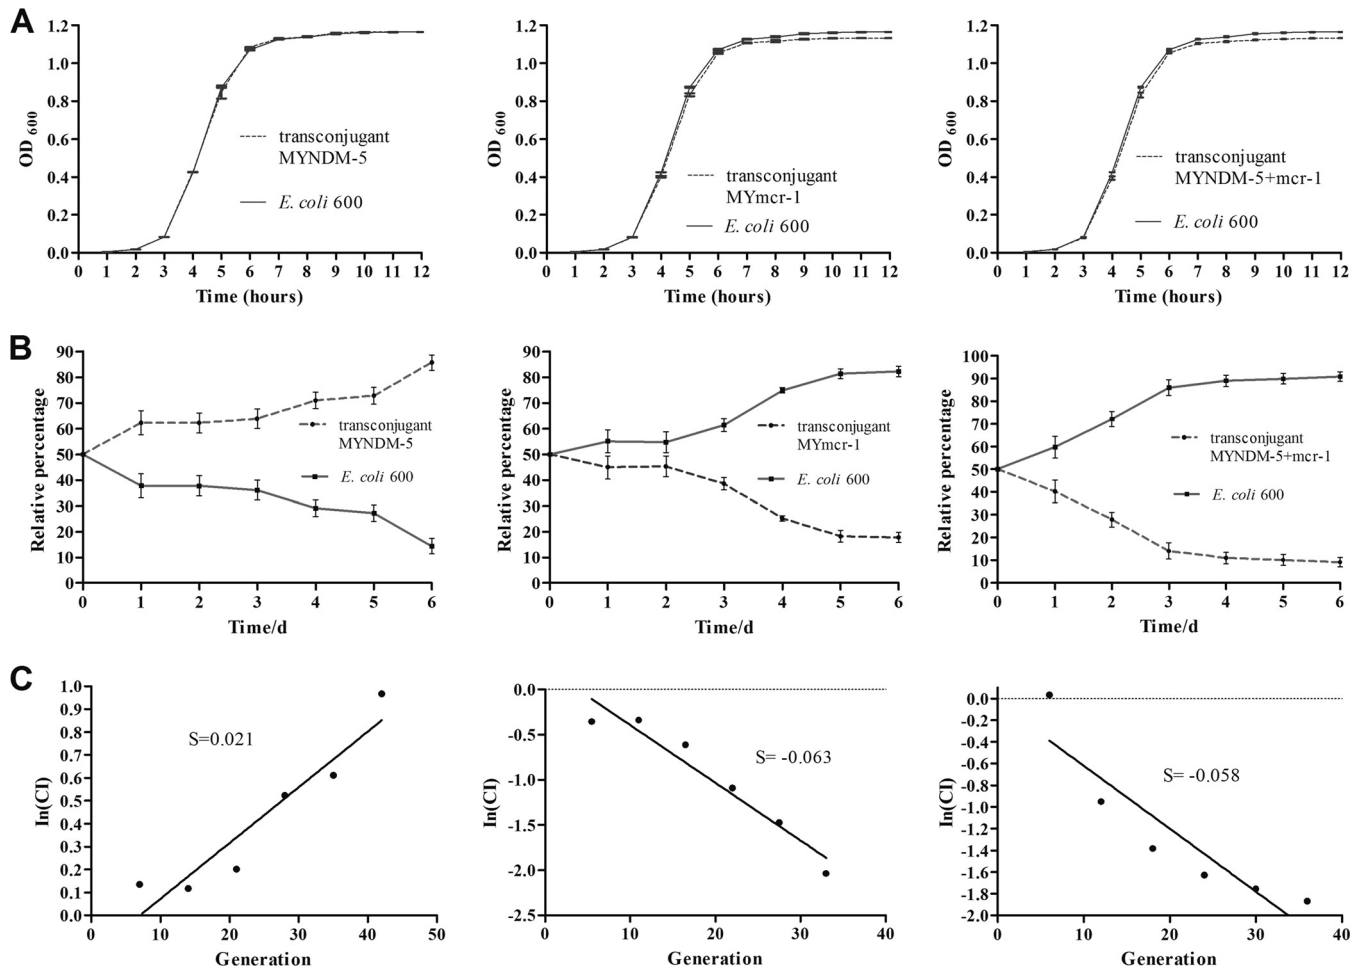 A
1.2
1.0
0.8
0.6
0.4
0.2
0.0
OD 600
transconjugant
MYNDM-5
E. coli 600
0 1 2 3 4 5 6 7 8 9 10 11 12
Time (hours)
1.2
1.0
0.8
0.6
0.4
0.2
0.0
OD 600
transconjugant
MYmcr-1
E. coli 600
0 1 2 3 4 5 6 7 8 9 10 11 12
Time (hours)
1.2
1.0
0.8
0.6
0.4
0.2
0.0
OD 600
transconjugant
MYNDM-5+mcr-1
E. coli 600
0 1 2 3 4 5 6 7 8 9 10 11 12
Time (hours)
B
90
80
70
60
50
40
30
20
10
0
Relative percentage
transconjugant
MYNDM-5
E. coli 600
0 1 2 3 4 5 6
Time/d
90
80
70
60
50
40
30
20
10
0
Relative percentage
transconjugant
MYmcr-1
E. coli 600
0 1 2 3 4 5 6
Time/d
100
90
80
70
60
50
40
30
20
10
0
Relative percentage
transconjugant
MYNDM-5+mcr-1
E. coli 600
0 1 2 3 4 5 6
Time/d
C
1.0
0.9
0.8
0.7
0.6
0.5
0.4
0.3
0.2
0.1
0.0
In(CI)
S=0.021
0 10 20 30 40 50
Generation
0.0
-0.5
-1.0
-1.5
-2.0
-2.5
In(CI)
S= -0.063
0 10 20 30 40
Generation
0.0
-0.2
-0.4
-0.6
-0.8
-1.0
-1.2
-1.4
-1.6
-1.8
-2.0
In(CI)
S= -0.058
0 10 20 30 40
Generation